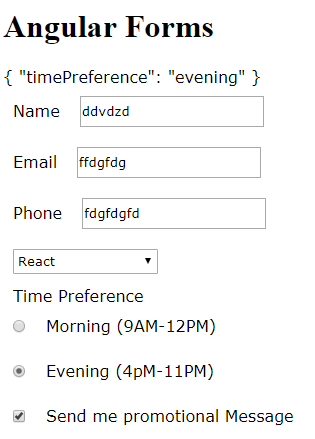 Angular Forms
{ "timePreference": "evening" }
Name ddvdzd
Email ffdgfdg
Phone fdgfdgfd
React
Time Preference
Morning (9AM-12PM)
Evening (4pM-11PM)
Send me promotional Message